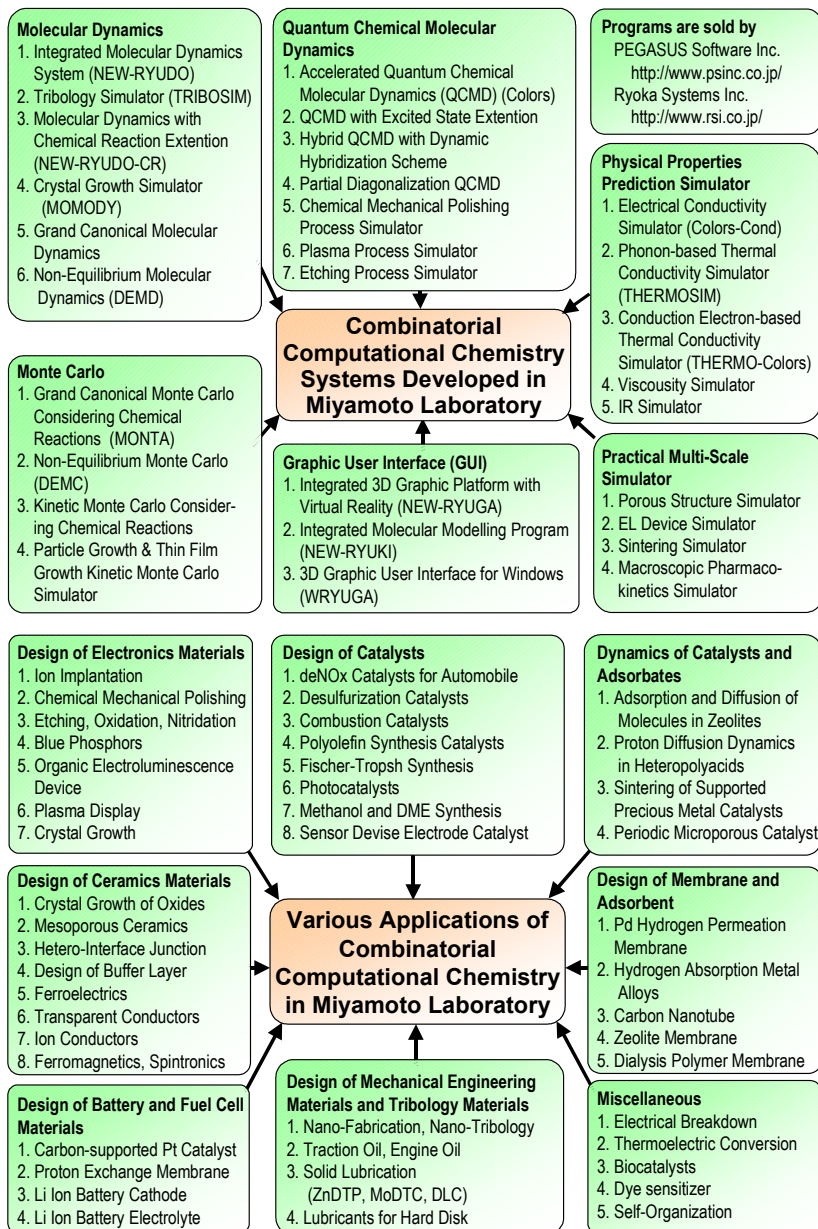 Molecular Dynamics
1. Integrated Molecular Dynamics
System (NEW-RYUDO)
2. Tribology Simulator (TRIBOSIM)
3. Molecular Dynamics with
Chemical Reaction Extention
(NEW-RYUDO-CR)
4. Crystal Growth Simulator
(MOMODY)
5. Grand Canonical Molecular
Dynamics
6. Non-Equilibrium Molecular
Dynamics (DEMD)
Quantum Chemical Molecular
Dynamics
1. Accelerated Quantum Chemical
Molecular Dynamics (QCMD) (Colors)
2. QCMD with Excited State Extention
3. Hybrid QCMD with Dynamic
Hybridization Scheme
4. Partial Diagonalization QCMD
5. Chemical Mechanical Polishing
Process Simulator
6. Plasma Process Simulator
7. Etching Process Simulator
Programs are sold by
PEGASUS Software Inc.
http://www.psinc.co.jp/
Ryoka Systems Inc.
http://www.rsi.co.jp/
Physical Properties
Prediction Simulator
1. Electrical Conductivity
Simulator (Colors-Cond)
2. Phonon-based Thermal
Conductivity Simulator
(THERMOSIM)
3. Conduction Electron-based
Thermal Conductivity
Simulator (THERMO-Colors)
4. Viscousity Simulator
5. IR Simulator
Combinatorial
Computational Chemistry
Systems Developed in
Miyamoto Laboratory
Monte Carlo
1. Grand Canonical Monte Carlo
Considering Chemical
Reactions (MONTA)
2. Non-Equilibrium Monte Carlo
(DEMC)
3. Kinetic Monte Carlo Consider-
ing Chemical Reactions
4. Particle Growth & Thin Film
Growth Kinetic Monte Carlo
Simulator
Graphic User Interface (GUI)
1. Integrated 3D Graphic Platform with
Virtual Reality (NEW-RYUGA)
2. Integrated Molecular Modelling Program
(NEW-RYUKI)
3. 3D Graphic User Interface for Windows
(WRYUGA)
Practical Multi-Scale
Simulator
1. Porous Structure Simulator
2. EL Device Simulator
3. Sintering Simulator
4. Macroscopic Pharmaco-
kinetics Simulator
Design of Electronics Materials
1. Ion Implantation
2. Chemical Mechanical Polishing
3. Etching, Oxidation, Nitridation
4. Blue Phosphors
5. Organic Electroluminescence
Device
6. Plasma Display
7. Crystal Growth
Design of Catalysts
1. deNOx Catalysts for Automobile
2. Desulfurization Catalysts
3. Combustion Catalysts
4. Polyolefin Synthesis Catalysts
5. Fischer-Tropsh Synthesis
6. Photocatalysts
7. Methanol and DME Synthesis
8. Sensor Devise Electrode Catalyst
Dynamics of Catalysts and
Adsorbates
1. Adsorption and Diffusion of
Molecules in Zeolites
2. Proton Diffusion Dynamics
in Heteropolyacids
3. Sintering of Supported
Precious Metal Catalysts
4. Periodic Microporous Catalyst
Design of Ceramics Materials
1. Crystal Growth of Oxides
2. Mesoporous Ceramics
3. Hetero-Interface Junction
4. Design of Buffer Layer
5. Ferroelectrics
6. Transparent Conductors
7. Ion Conductors
8. Ferromagnetics, Spintronics
Various Applications of
Combinatorial
Computational Chemistry
in Miyamoto Laboratory
Design of Membrane and
Adsorbent
1. Pd Hydrogen Permeation
Membrane
2. Hydrogen Absorption Metal
Alloys
3. Carbon Nanotube
4. Zeolite Membrane
5. Dialysis Polymer Membrane
Design of Battery and Fuel Cell
Materials
1. Carbon-supported Pt Catalyst
2. Proton Exchange Membrane
3. Li Ion Battery Cathode
4. Li Ion Battery Electrolyte
Design of Mechanical Engineering
Materials and Tribology Materials
1. Nano-Fabrication, Nano-Tribology
2. Traction Oil, Engine Oil
3. Solid Lubrication
(ZnDTP, MoDTC, DLC)
4. Lubricants for Hard Disk
Miscellaneous
1. Electrical Breakdown
2. Thermoelectric Conversion
3. Biocatalysts
4. Dye sensitizer
5. Self-Organization